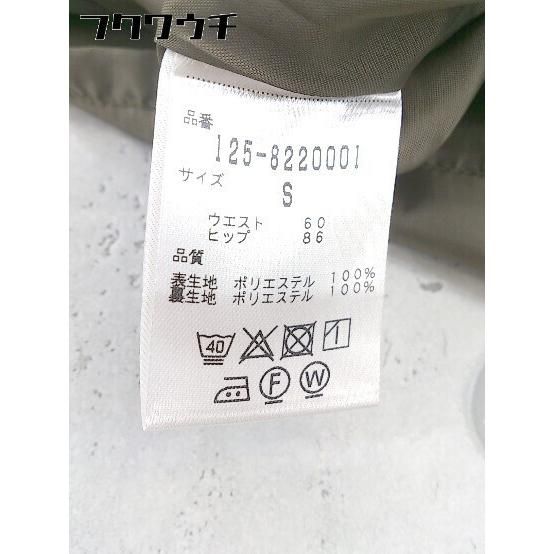 フクワウチ
品番
125-8220001
サイズ
S
ウエスト 60
ヒップ 86
品質
表生地 ポリエステル 100%
裏生地 ポリエステル 100%
40
F W